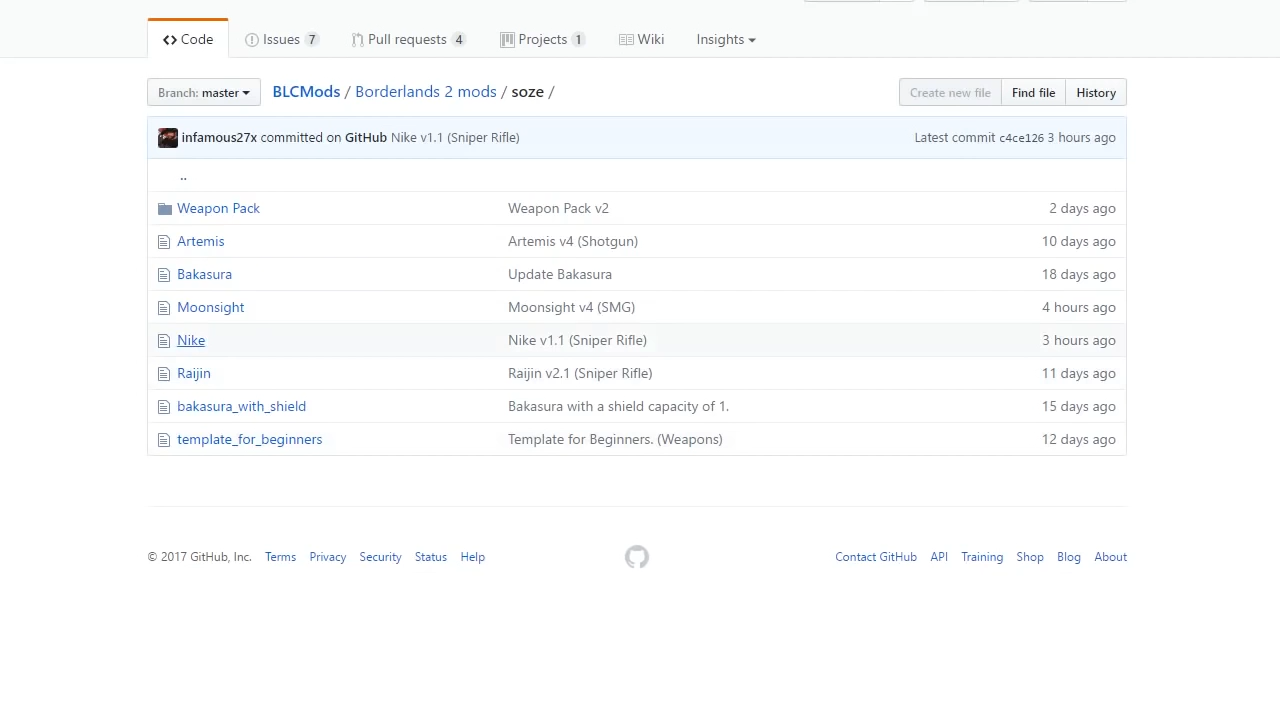 Code Issues 7 Pull requests 4 Projects 1 Wiki Insights
Branch: master BLCMods / Borderlands 2 mods / soze / Create new file Find file History
infamous27x committed on GitHub Nike v1.1 (Sniper Rifle) Latest commit c4ce126 3 hours ago
..
Weapon Pack Weapon Pack v2 2 days ago
Artemis Artemis v4 (Shotgun) 10 days ago
Bakasura Update Bakasura 18 days ago
Moonsight Moonsight v4 (SMG) 4 hours ago
Nike Nike v1.1 (Sniper Rifle) 3 hours ago
Raijin Raijin v2.1 (Sniper Rifle) 11 days ago
bakasura_with_shield Bakasura with a shield capacity of 1. 15 days ago
template_for_beginners Template for Beginners. (Weapons) 12 days ago
© 2017 GitHub, Inc. Terms Privacy Security Status Help Contact GitHub API Training Shop Blog About